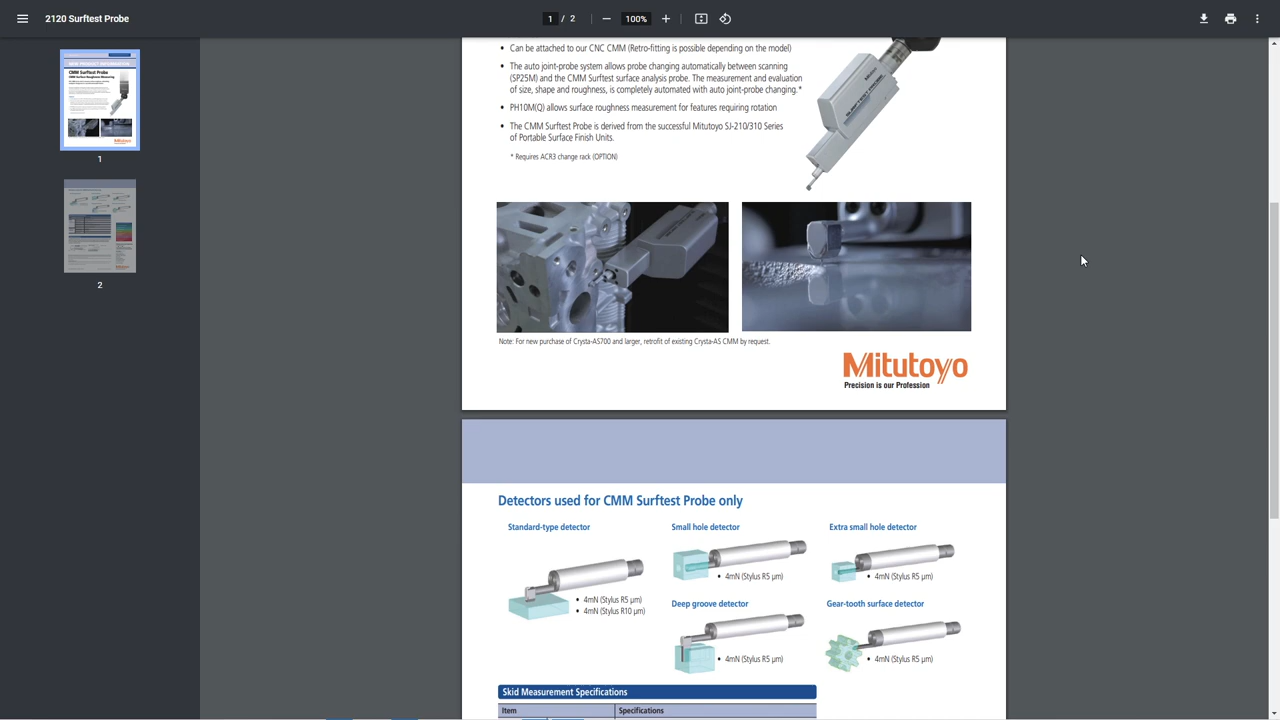 2120 Surftest Probe
1 / 2
100%
1
2
• Can be attached to our CNC CMM (Retro-fitting is possible depending on the model)
• The auto joint-probe system allows probe changing automatically between scanning
(SP25M) and the CMM Surftest surface analysis probe. The measurement and evaluation
of size, shape and roughness, is completely automated with auto joint-probe changing.*
• PH10M(Q) allows surface roughness measurement for features requiring rotation
• The CMM Surftest Probe is derived from the successful Mitutoyo SJ-210/310 Series
of Portable Surface Finish Units.
* Requires ACR3 change rack (OPTION)
Note: For new purchase of Crysta-AS700 and larger, retrofit of existing Crysta-AS CMM by request.
Mitutoyo
Precision is our Profession
Detectors used for CMM Surftest Probe only
Standard-type detector
• 4mN (Stylus R5 µm)
• 4mN (Stylus R10 µm)
Small hole detector
• 4mN (Stylus R5 µm)
Extra small hole detector
• 4mN (Stylus R5 µm)
Deep groove detector
• 4mN (Stylus R5 µm)
Gear-tooth surface detector
• 4mN (Stylus R5 µm)
Skid Measurement Specifications
Item Specifications